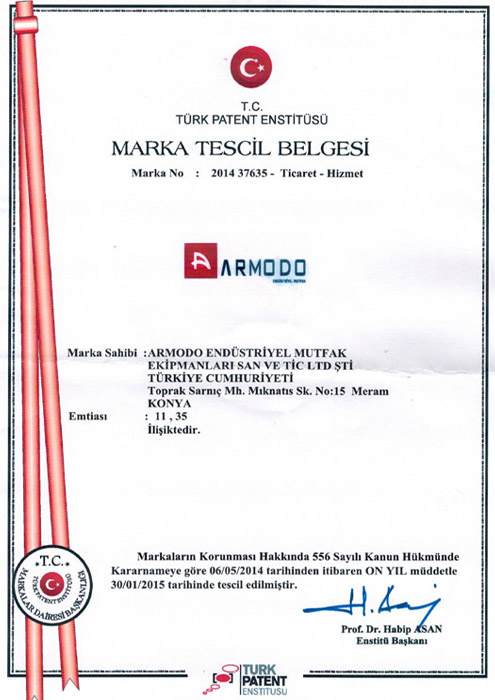 T.C.
TÜRK PATENT ENSTİTÜSÜ
MARKA TESCİL BELGESİ
Marka No : 2014 37635 - Ticaret - Hizmet
A ARMODO
ENDÜSTRİYEL MUTFAK
Marka Sahibi :ARMODO ENDÜSTRİYEL MUTFAK
EKİPMANLARI SAN VE TİC LTD ŞTİ
TÜRKİYE CUMHURİYETİ
Toprak Sarnıç Mh. Mıknatıs Sk. No:15 Meram
KONYA
Emtiası : 11 , 35
İlişiktedir.
T.C.
TÜRK PATENT ENSTİTÜSÜ
MARKALAR DAİRESİ BAŞKANLIĞI
Markaların Korunması Hakkında 556 Sayılı Kanun Hükmünde
Kararnameye göre 06/05/2014 tarihinden itibaren ON YIL müddetle
30/01/2015 tarihinde tescil edilmiştir.
Prof. Dr. Habip ASAN
Enstitü Başkanı
TÜRK
PATENT
ENSTİTÜSÜ